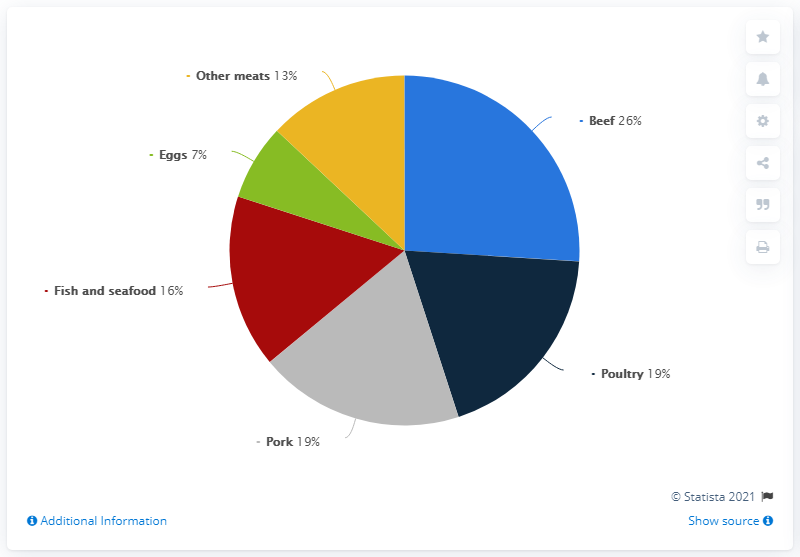 Other meats 13%
Beef 26%
Eggs 7%
Fish and seafood 16%
Poultry 19%
Pork 19%
© Statista 2021
Additional Information
Show source